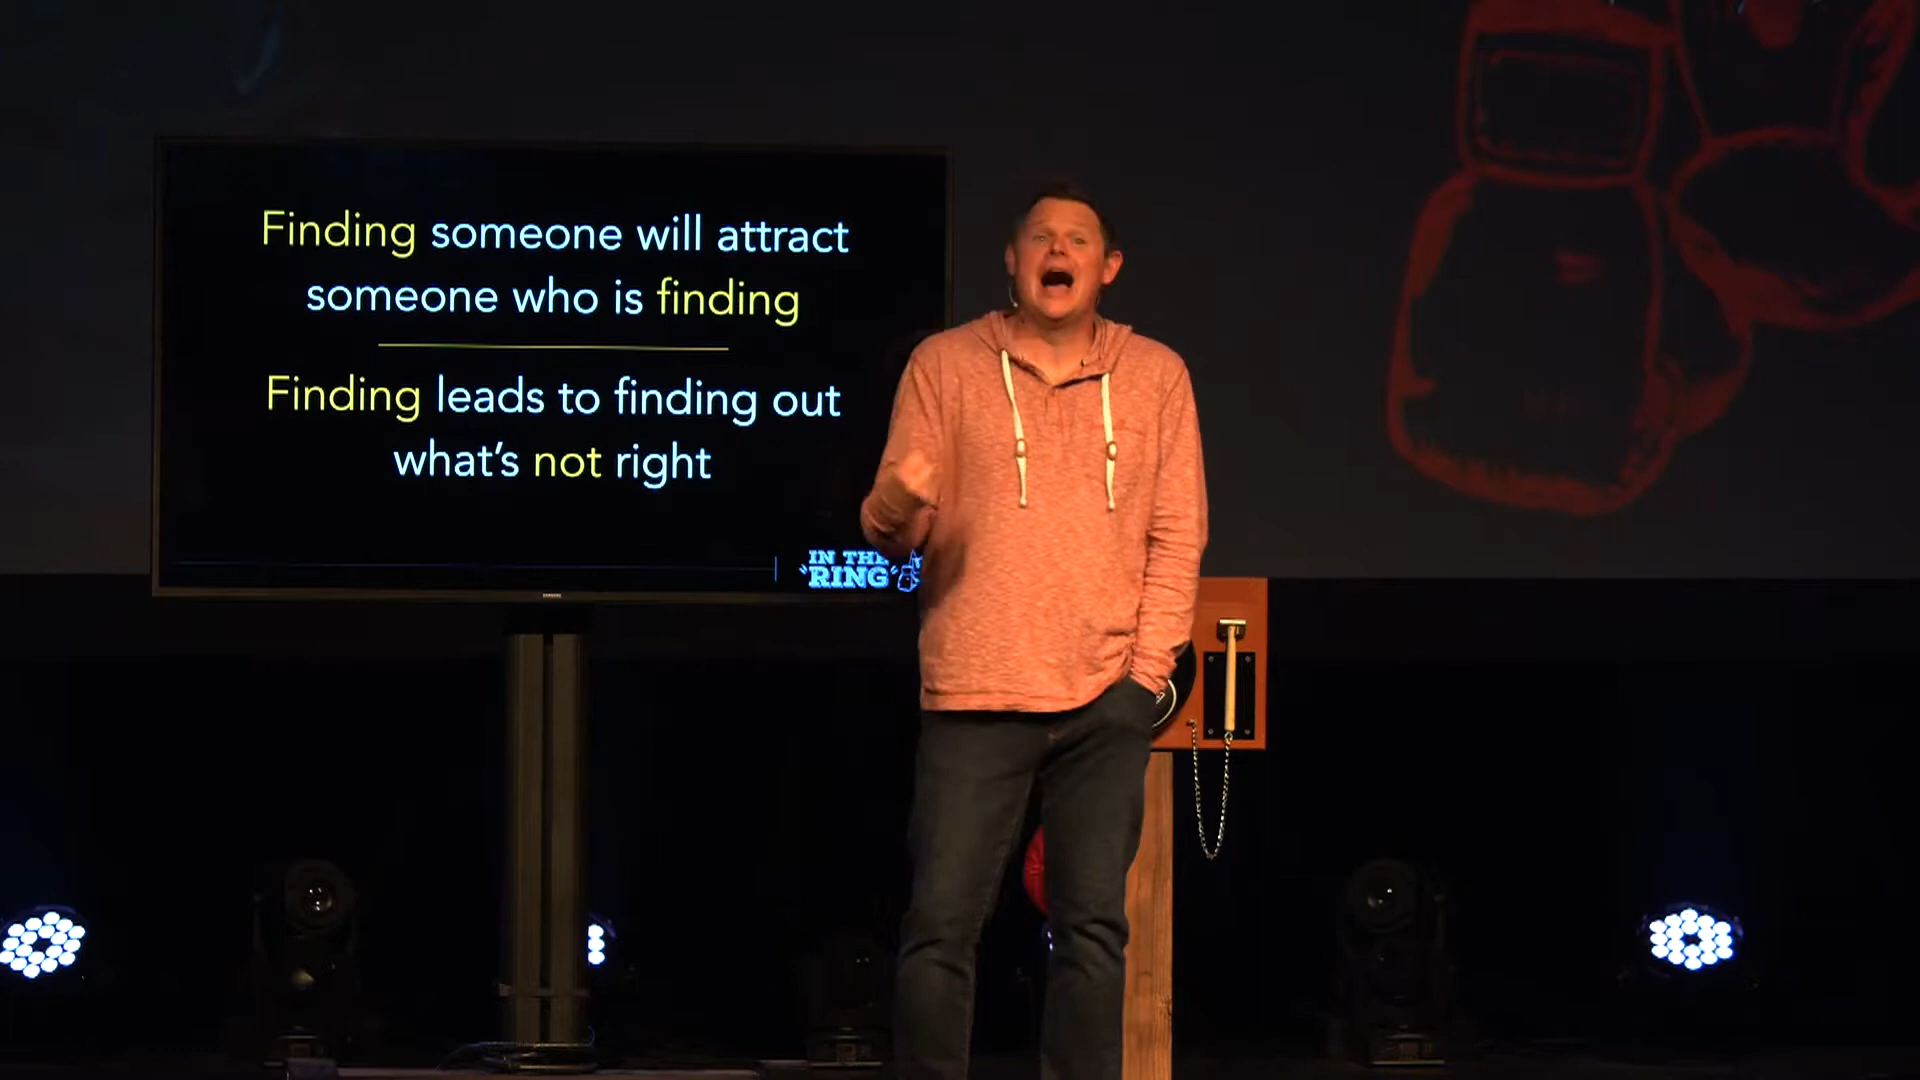 Finding someone will attract
someone who is finding
Finding leads to finding out
what's not right
IN THE
RING
SAMSUNG